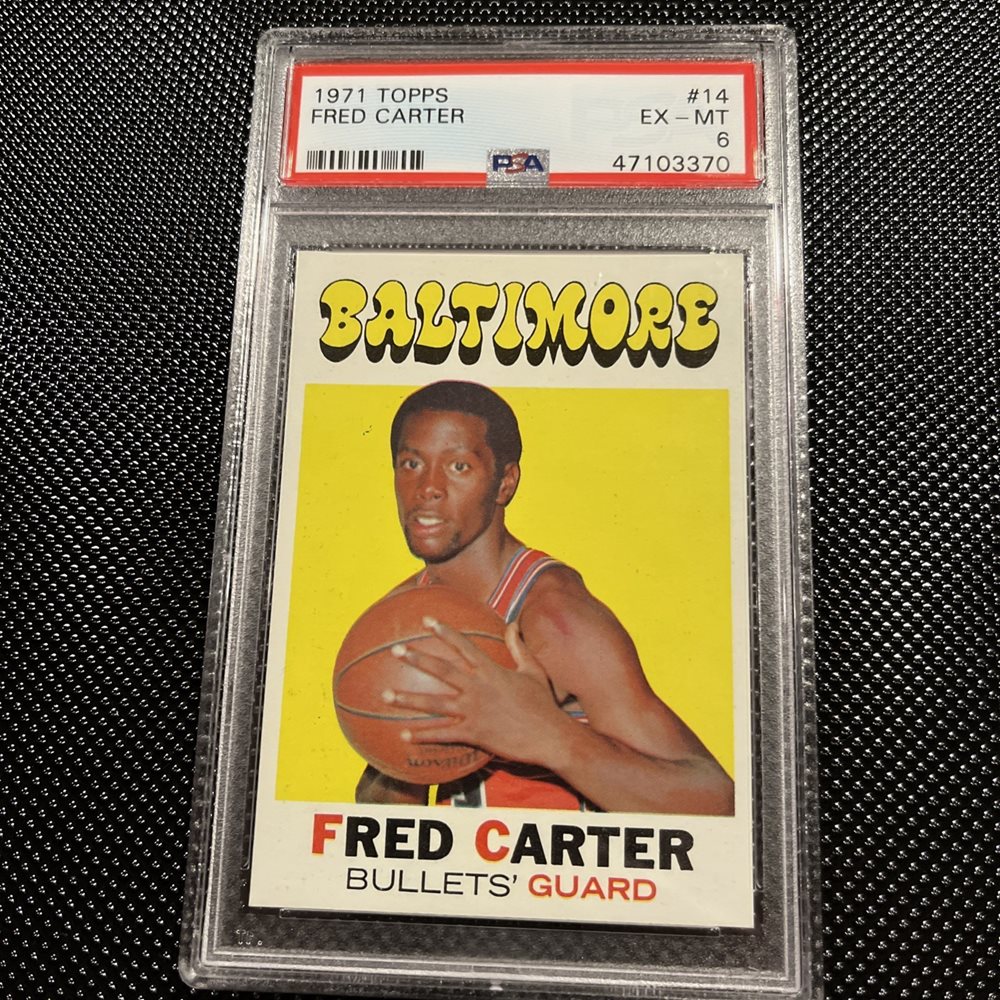 1971 TOPPS #14
FRED CARTER EX - MT
6
PSA 47103370
BALTIMORE
FRED CARTER
BULLETS' GUARD